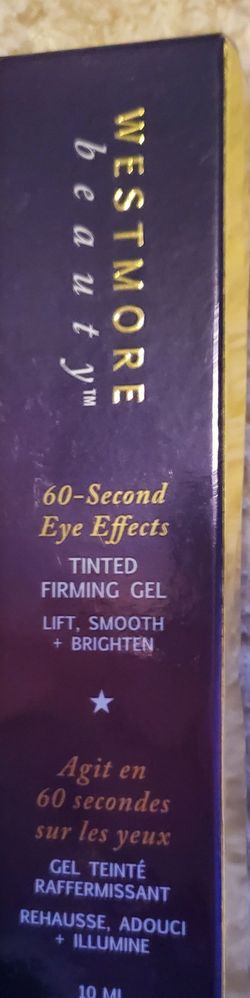 WESTMORE
beauty™
60-Second
Eye Effects
TINTED
FIRMING GEL
LIFT, SMOOTH
+ BRIGHTEN
Agit en
60 secondes
sur les yeux
GEL TEINTÉ
RAFFERMISSANT
REHAUSSE, ADOUCI
+ ILLUMINE
10 ML